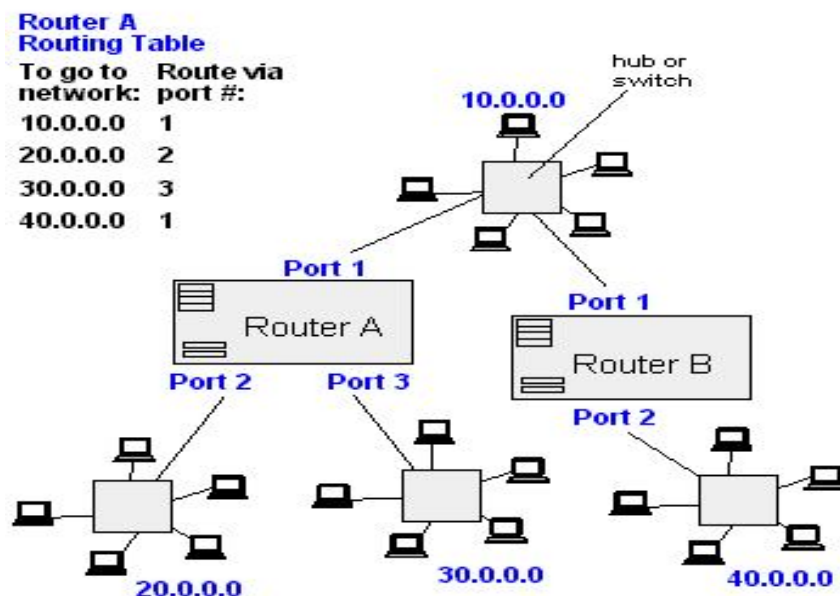 Router A
Routing Table
To go to network: Route via port #:
10.0.0.0 1
20.0.0.0 2
30.0.0.0 3
40.0.0.0 1
hub or
switch
10.0.0.0
Port 1
Router A
Port 2 Port 3
Port 1
Router B
Port 2
20.0.0.0
30.0.0.0
40.0.0.0